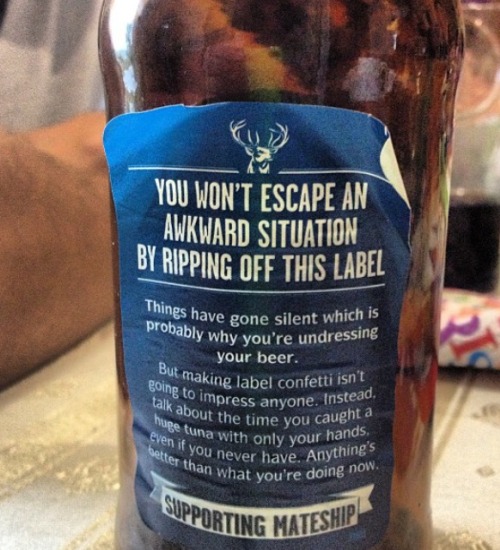 YOU WON'T ESCAPE AN
AWKWARD SITUATION
BY RIPPING OFF THIS LABEL
Things have gone silent which is
probably why you're undressing
your beer.
But making label confetti isn't
going to impress anyone. Instead,
talk about the time you caught a
huge tuna with only your hands,
even if you never have. Anything's
better than what you're doing now.
SUPPORTING MATESHIP